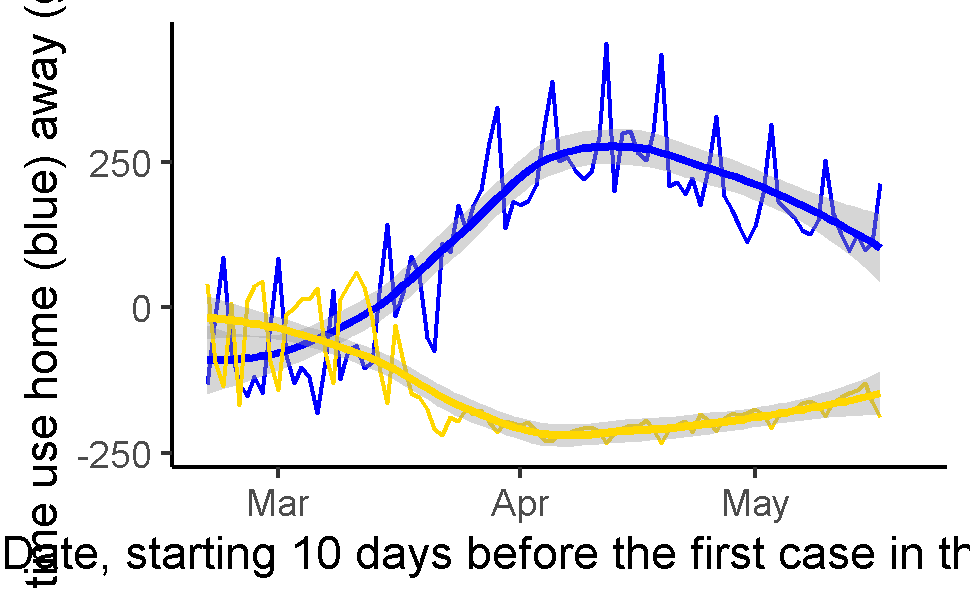 time use home (blue) away (
250
0
-250
Mar Apr May
Date, starting 10 days before the first case in th